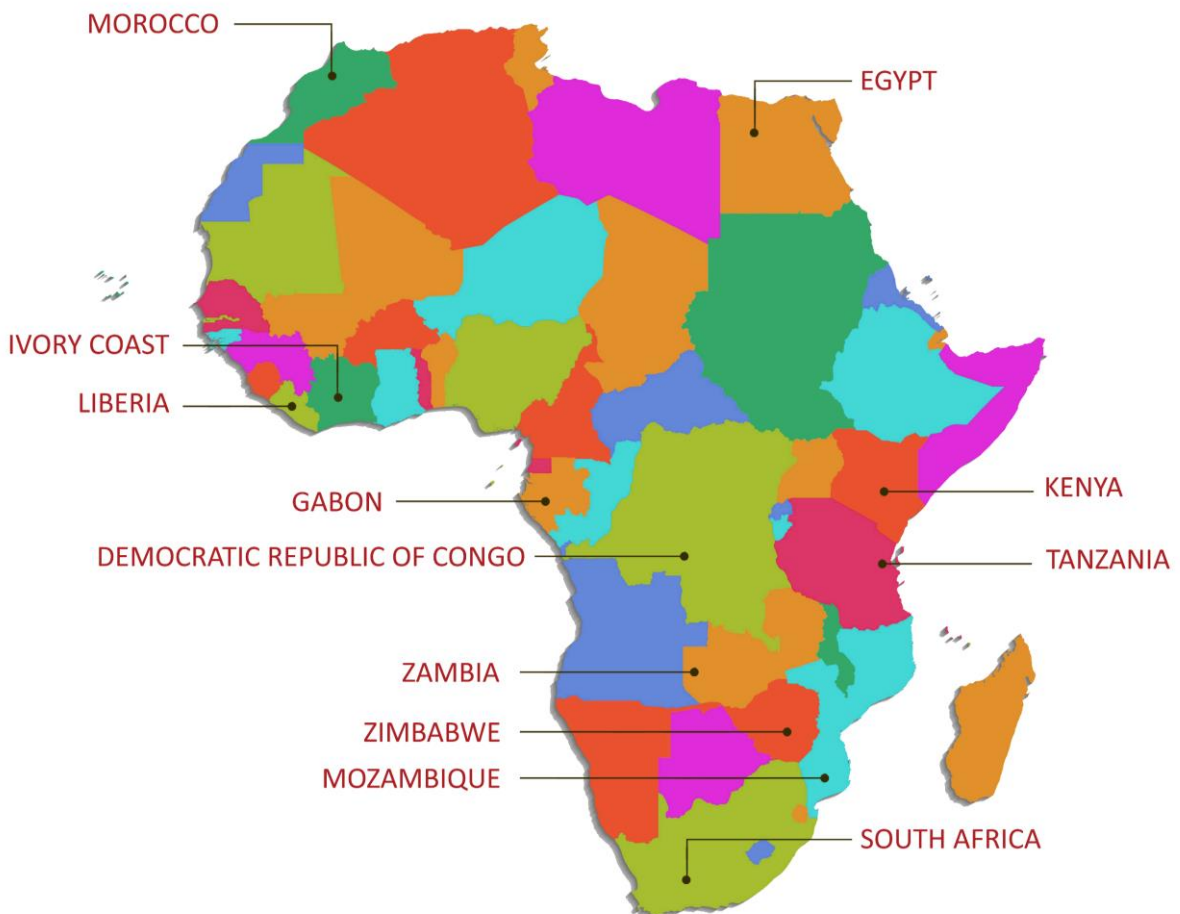 MOROCCO
EGYPT
IVORY COAST
LIBERIA
GABON
KENYA
DEMOCRATIC REPUBLIC OF CONGO
TANZANIA
ZAMBIA
ZIMBABWE
MOZAMBIQUE
SOUTH AFRICA